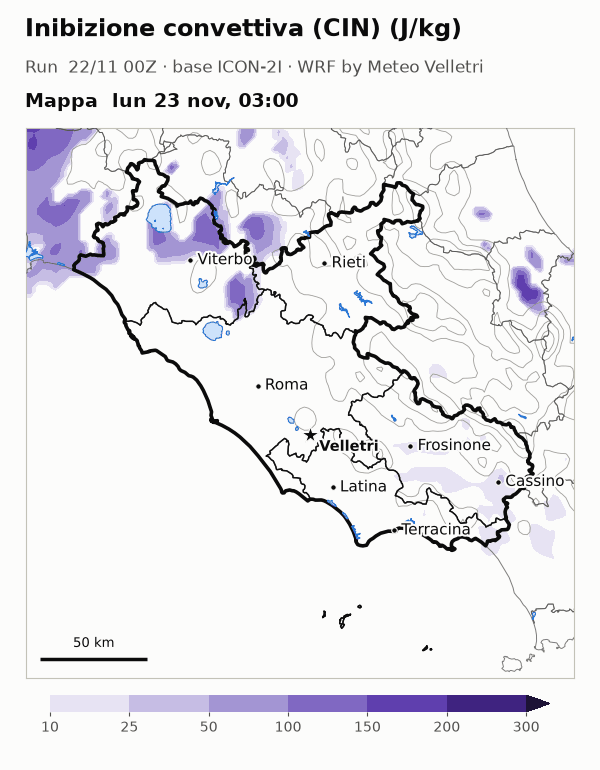 Inibizione convettiva (CIN) (J/kg)
Run  22/11 00Z · base ICON-2I · WRF by Meteo Velletri
Mappa  lun 23 nov, 03:00
Viterbo
Rieti
Roma
Velletri
Frosinone
Cassino
Latina
Terracina
50 km
10 25 50 100 150 200 300